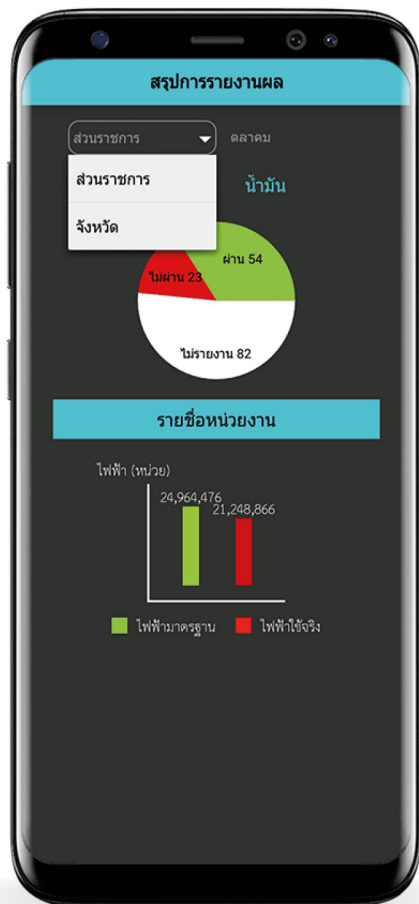 สรุปการรายงานผล
ส่วนราชการ
ตุลาคม
ส่วนราชการ
จังหวัด
น้ำมัน
ผ่าน 54
ไม่ผ่าน 23
ไม่รายงาน 82
รายชื่อหน่วยงาน
ไฟฟ้า (หน่วย)
24,964,476
21,248,866
ไฟฟ้ามาตรฐาน
ไฟฟ้าใช้จริง